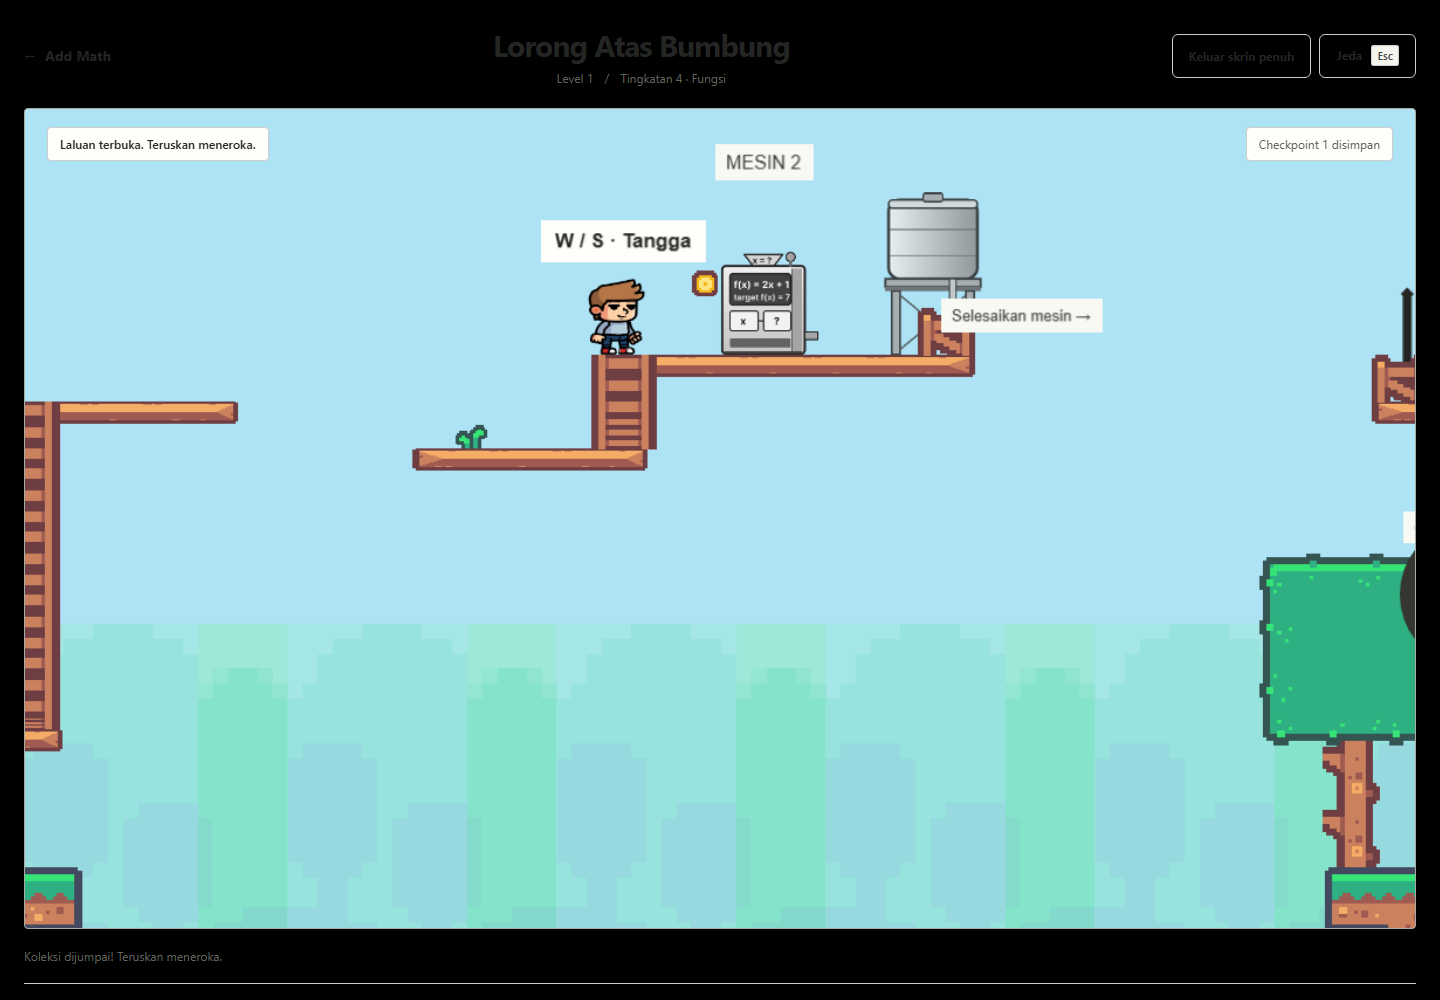 ← Add Math
Lorong Atas Bumbung
Level 1 / Tingkatan 4 · Fungsi
Keluar skrin penuh
Jeda Esc
Laluan terbuka. Teruskan meneroka.
Checkpoint 1 disimpan
MESIN 2
W / S · Tangga
x = ?
f(x) = 2x + 1
target f(x) = 7
x
?
Selesaikan mesin →
Koleksi dijumpai! Teruskan meneroka.